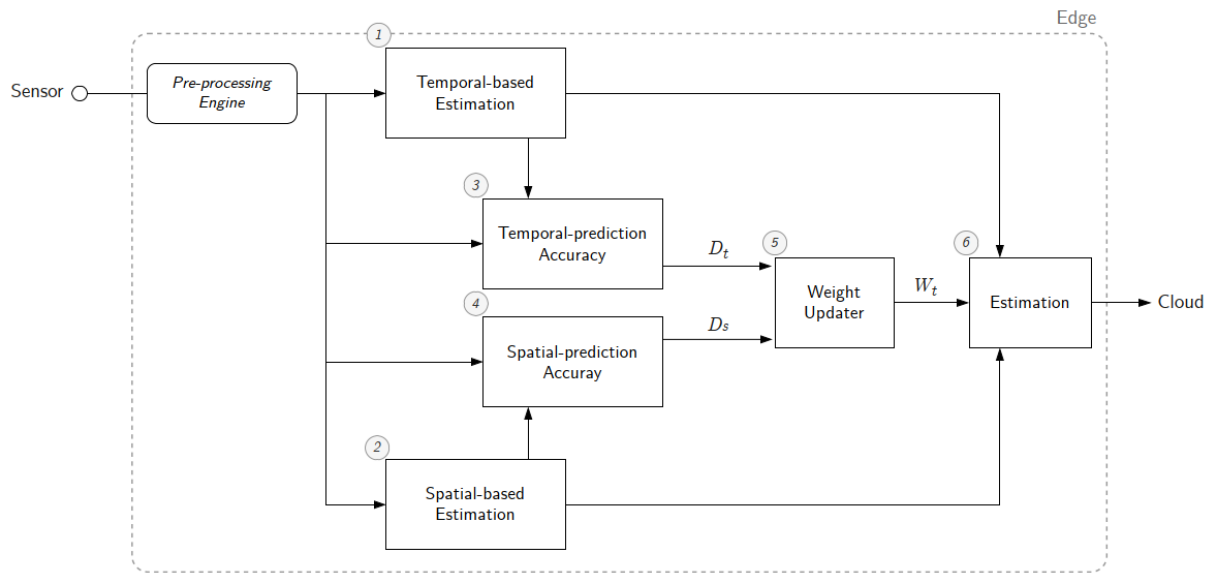 Edge
1
Sensor
Pre-processing
Engine
Temporal-based
Estimation
3
Temporal-prediction
Accuracy
D_t
5
6
4
Weight
Updater
W_t
Estimation
Cloud
Spatial-prediction
Accuray
D_s
2
Spatial-based
Estimation